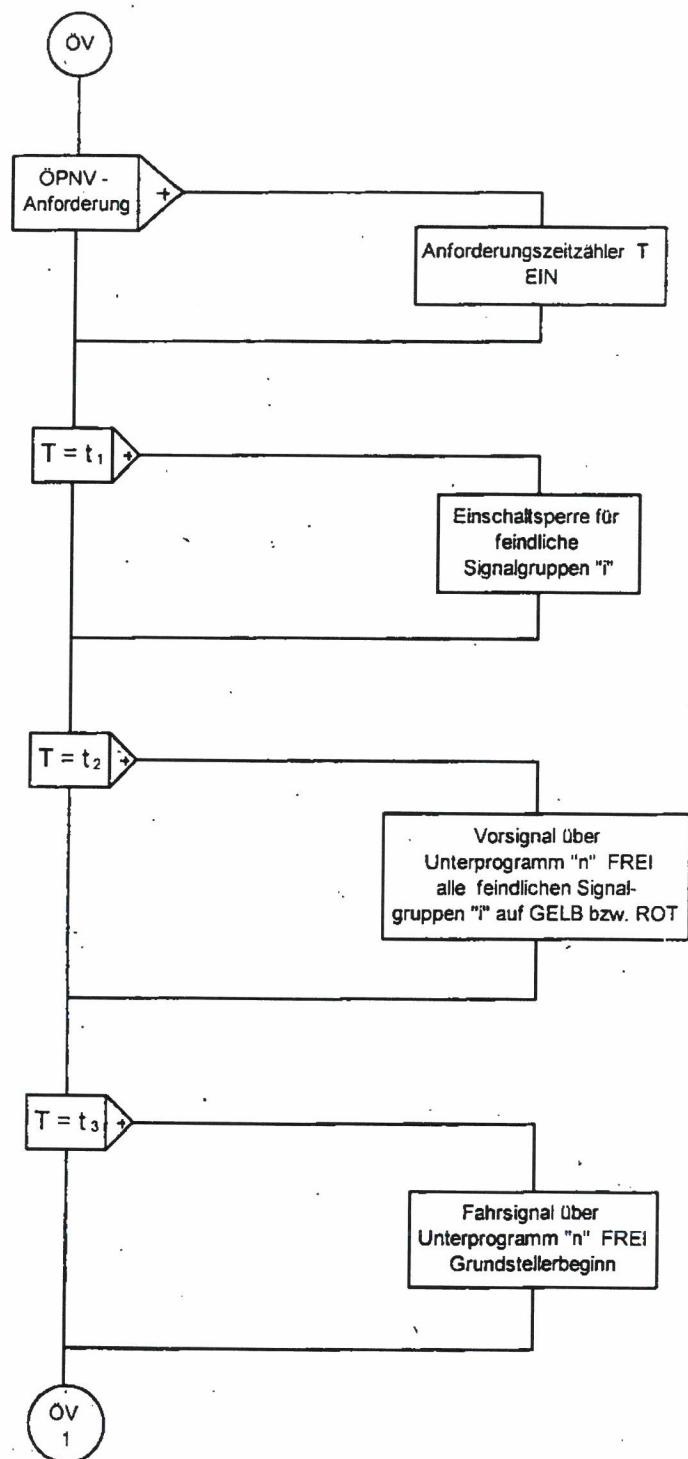 ÖV
ÖPNV -
Anforderung
+
Anforderungszeitzähler T
EIN
T = t₁
+
Einschaltsperre für
feindliche
Signalgruppen "i"
T = t₂
+
Vorsignal über
Unterprogramm "n" FREI
alle feindlichen Signal-
gruppen "i" auf GELB bzw. ROT
T = t₃
+
Fahrsignal über
Unterprogramm "n" FREI
Grundstellerbeginn
ÖV
1